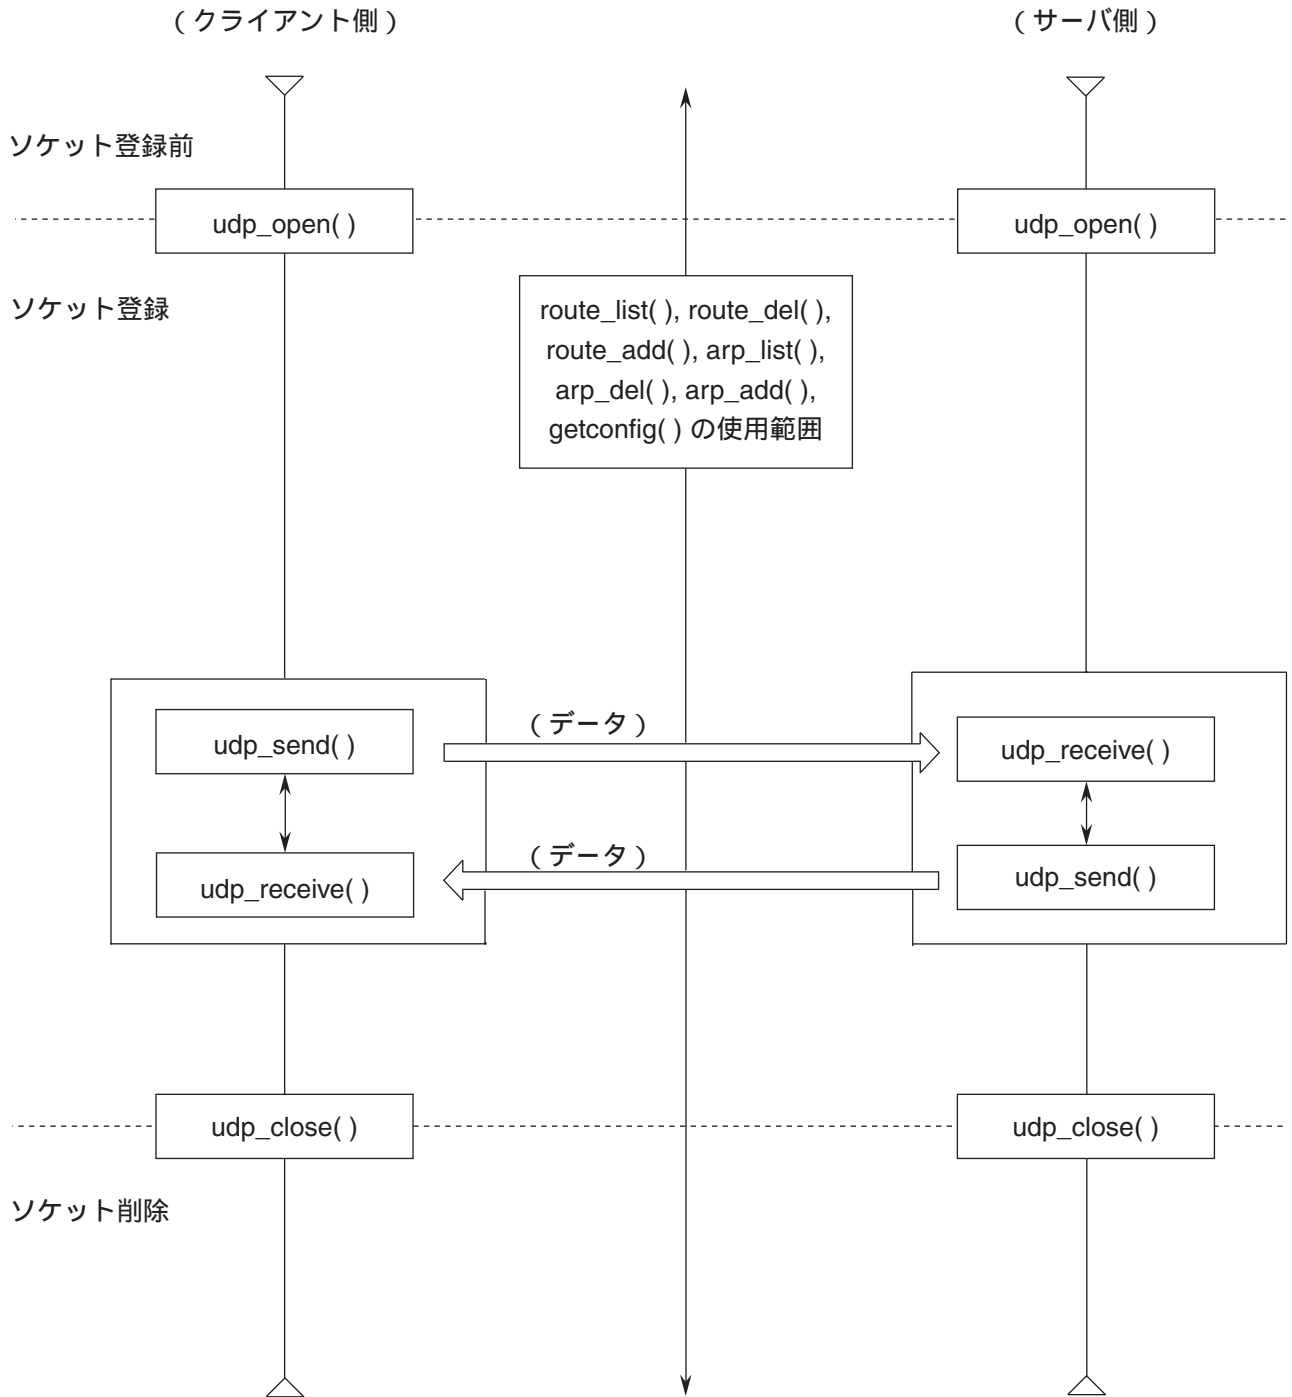 （クライアント側）
（サーバ側）
ソケット登録前
udp_open( )
udp_open( )
ソケット登録
route_list( ), route_del( ),
route_add( ), arp_list( ),
arp_del( ), arp_add( ),
getconfig( ) の使用範囲
（データ）
udp_send( )
udp_receive( )
（データ）
udp_receive( )
udp_send( )
udp_close( )
udp_close( )
ソケット削除